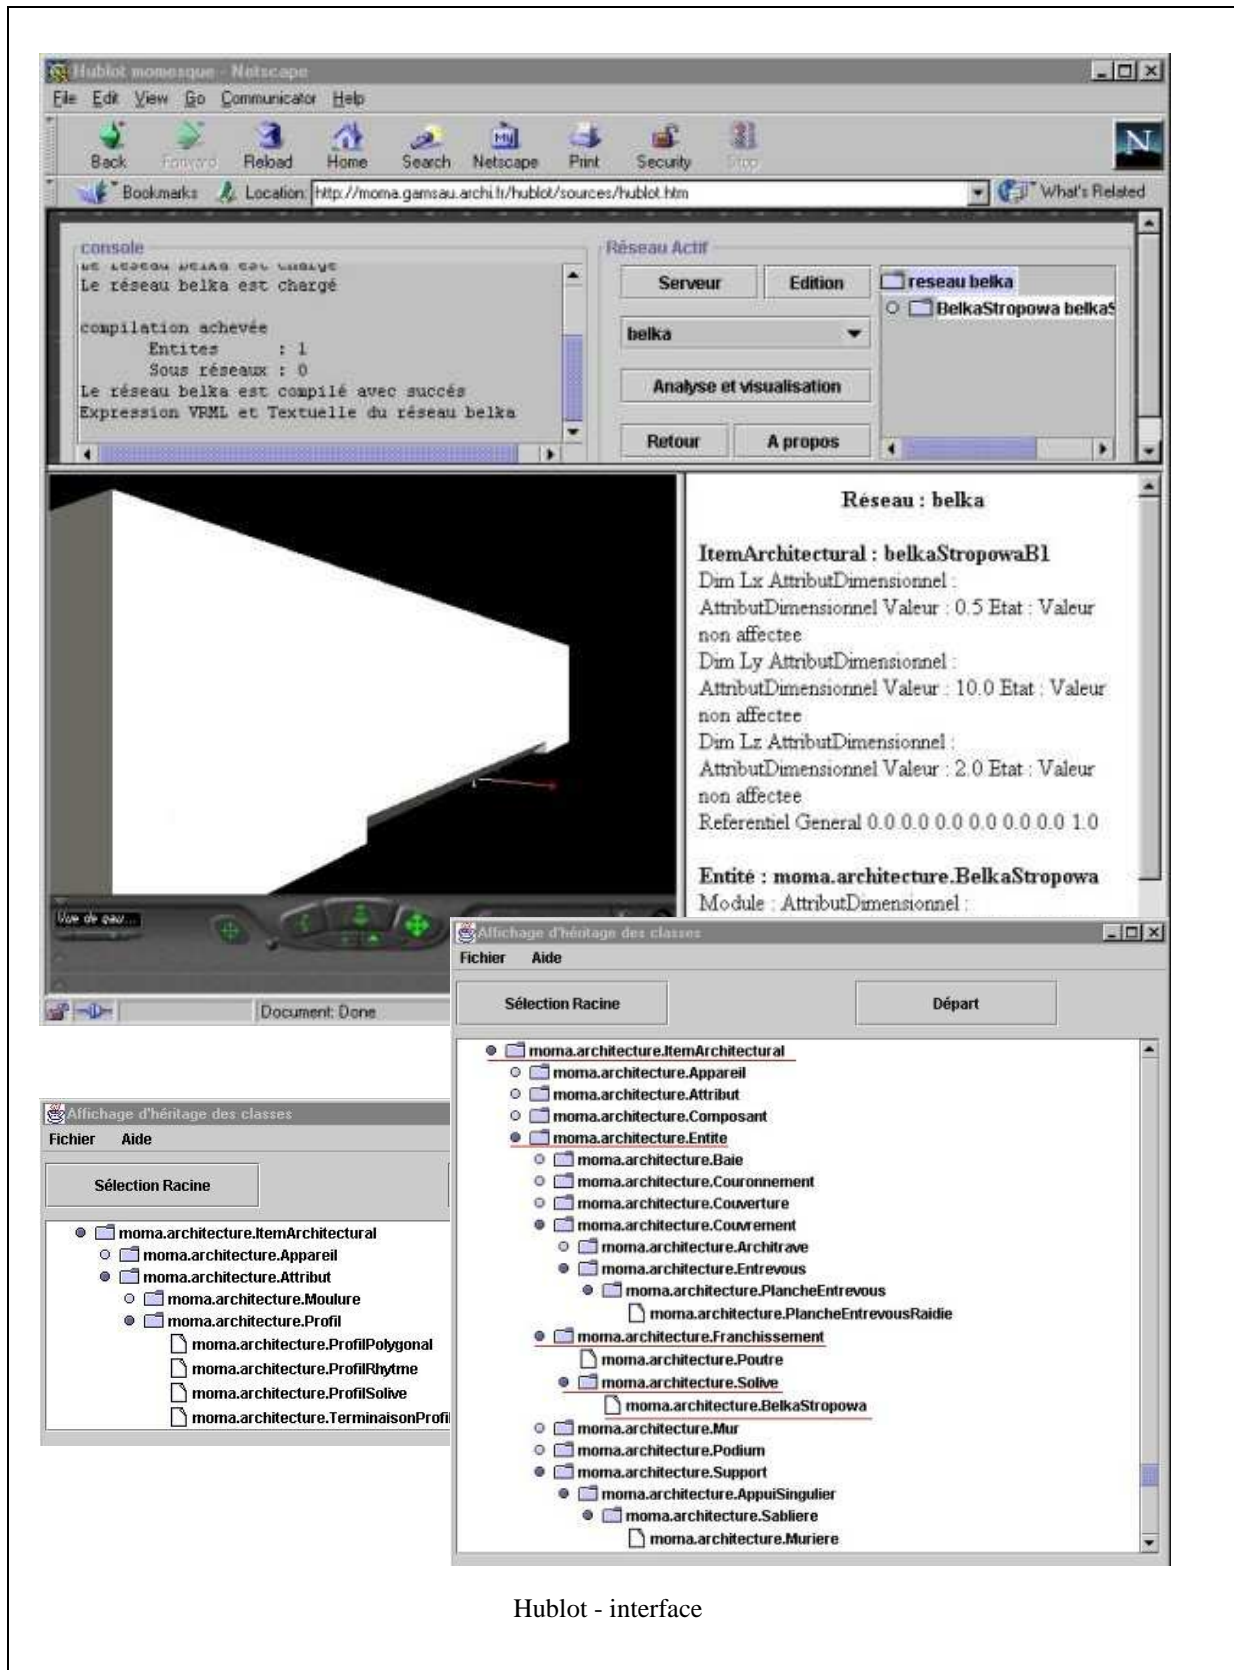 Hublot momesque - Netscape
File Edit View Go Communicator Help
Back Forward Reload Home Search Netscape Print Security Stop
Bookmarks Location: http://moma.gamsau.archi.fr/hublot/sources/hublot.htm What's Related
console
Le reseau belka est charge
Le réseau belka est chargé
compilation achevée
Entites : 1
Sous réseaux : 0
Le réseau belka est compilé avec succés
Expression VRML et Textuelle du réseau belka
Réseau Actif
Serveur Edition
belka
Analyse et visualisation
Retour A propos
reseau belka
BelkaStropowa belkaS
Réseau : belka
ItemArchitectural : belkaStropowaB1
Dim Lx AttributDimensionnel :
AttributDimensionnel Valeur : 0.5 Etat : Valeur
non affectee
Dim Ly AttributDimensionnel :
AttributDimensionnel Valeur : 10.0 Etat : Valeur
non affectee
Dim Lz AttributDimensionnel :
AttributDimensionnel Valeur : 2.0 Etat : Valeur
non affectee
Referentiel General 0.0 0.0 0.0 0.0 0.0 0.0 1.0
Entité : moma.architecture.BelkaStropowa
Module : AttributDimensionnel :
Vue de gau...
Document: Done
Affichage d'héritage des classes
Fichier Aide
Sélection Racine Départ
moma.architecture.ItemArchitectural
moma.architecture.Appareil
moma.architecture.Attribut
moma.architecture.Composant
moma.architecture.Entite
moma.architecture.Baie
moma.architecture.Couronnement
moma.architecture.Couverture
moma.architecture.Couvrement
moma.architecture.Architrave
moma.architecture.Entrevous
moma.architecture.PlancheEntrevous
moma.architecture.PlancheEntrevousRaidie
moma.architecture.Franchissement
moma.architecture.Poutre
moma.architecture.Solive
moma.architecture.BelkaStropowa
moma.architecture.Mur
moma.architecture.Podium
moma.architecture.Support
moma.architecture.AppuiSingulier
moma.architecture.Sabliere
moma.architecture.Muriere
Affichage d'héritage des classes
Fichier Aide
Sélection Racine
moma.architecture.ItemArchitectural
moma.architecture.Appareil
moma.architecture.Attribut
moma.architecture.Moulure
moma.architecture.Profil
moma.architecture.ProfilPolygonal
moma.architecture.ProfilRhytme
moma.architecture.ProfilSolive
moma.architecture.TerminaisonProfil
Hublot - interface